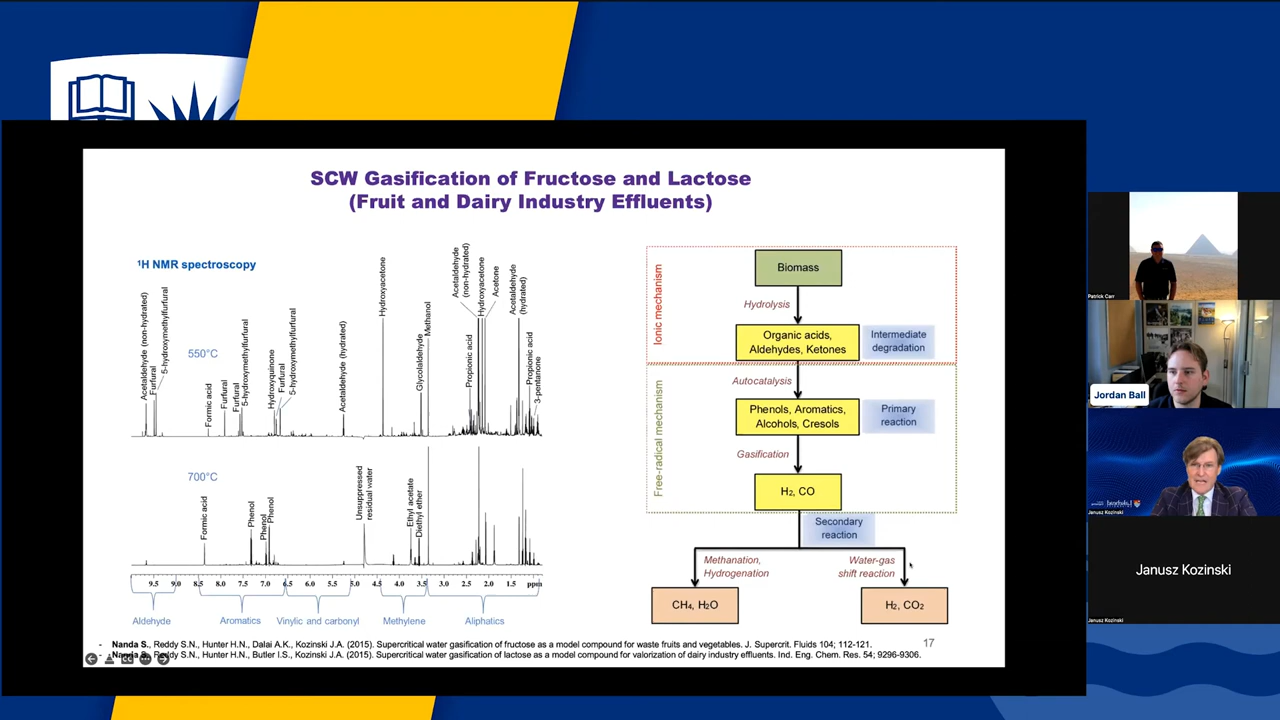 SCW Gasification of Fructose and Lactose
(Fruit and Dairy Industry Effluents)
¹H NMR spectroscopy
550°C
Acetaldehyde (non-hydrated)
Furfural
5-hydroxymethylfurfural
Formic acid
Furfural
Furfural
5-hydroxymethylfurfural
Hydroxyquinone
Furfural
5-hydroxymethylfurfural
Acetaldehyde (hydrated)
Hydroxyacetone
Glycoaldehyde
Methanol
Acetaldehyde
(non-hydrated)
Propionic acid
Hydroxyacetone
Acetone
Acetaldehyde
(hydrated)
Propionic acid
3-pentanone
700°C
Formic acid
Phenol
Phenol
Phenol
Unsuppressed
residual water
Ethyl acetate
Diethyl ether
9.5 9.0 8.5 8.0 7.5 7.0 6.5 6.0 5.5 5.0 4.5 4.0 3.5 3.0 2.5 2.0 1.5 ppm
Aldehyde
Aromatics
Vinylic and carbonyl
Methylene
Aliphatics
Ionic mechanism
Free-radical mechanism
Biomass
Hydrolysis
Organic acids,
Aldehydes, Ketones
Intermediate
degradation
Autocatalysis
Phenols, Aromatics,
Alcohols, Cresols
Primary
reaction
Gasification
H₂, CO
Secondary
reaction
Methanation,
Hydrogenation
Water-gas
shift reaction
CH₄, H₂O
H₂, CO₂
- Nanda S., Reddy S.N., Hunter H.N., Dalai A.K., Kozinski J.A. (2015). Supercritical water gasification of fructose as a model compound for waste fruits and vegetables. J. Supercrit. Fluids 104; 112-121.
- Nanda S., Reddy S.N., Hunter H.N., Butler I.S., Kozinski J.A. (2015). Supercritical water gasification of lactose as a model compound for valorization of dairy industry effluents. Ind. Eng. Chem. Res. 54; 9296-9306.
17
Patrick Carr
Jordan Ball
Janusz Kozinski
Janusz Kozinski
Janusz Kozinski